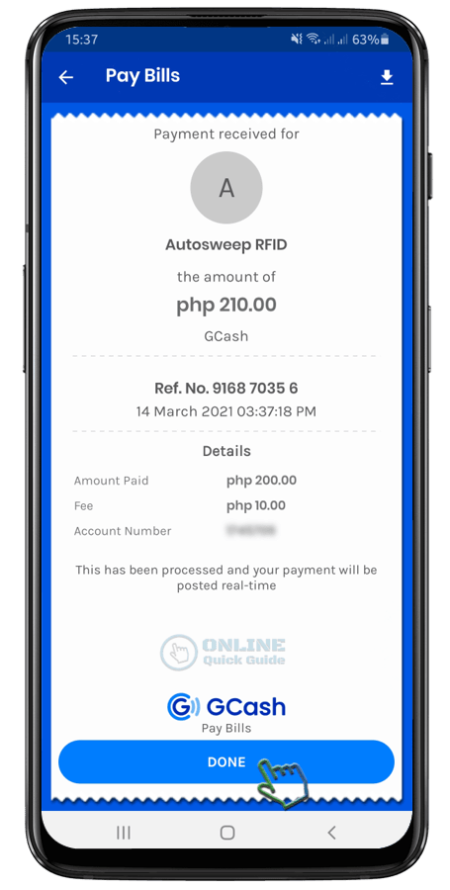 15:37
63%
Pay Bills
Payment received for
A
Autosweep RFID
the amount of
php 210.00
GCash
Ref. No. 9168 7035 6
14 March 2021 03:37:18 PM
Details
Amount Paid php 200.00
Fee php 10.00
Account Number
This has been processed and your payment will be
posted real-time
ONLINE
Quick Guide
G GCash
Pay Bills
DONE